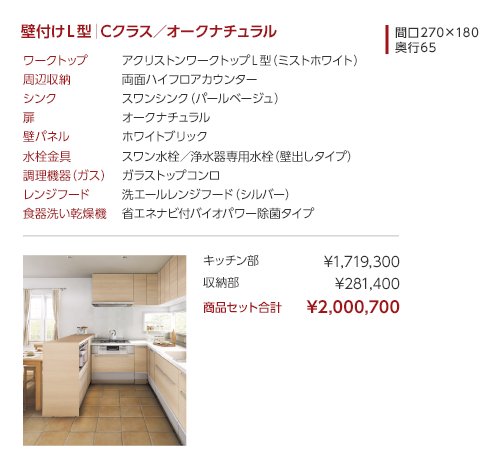 壁付けL型｜Cクラス／オークナチュラル
間口270×180
奥行65
ワークトップ アクリストンワークトップL型（ミストホワイト）
周辺収納 両面ハイフロアカウンター
シンク スワンシンク（パールベージュ）
扉 オークナチュラル
壁パネル ホワイトブリック
水栓金具 スワン水栓／浄水器専用水栓（壁出しタイプ）
調理機器（ガス） ガラストップコンロ
レンジフード 洗エールレンジフード（シルバー）
食器洗い乾燥機 省エネナビ付バイオパワー除菌タイプ
キッチン部 ¥1,719,300
収納部 ¥281,400
商品セット合計 ¥2,000,700